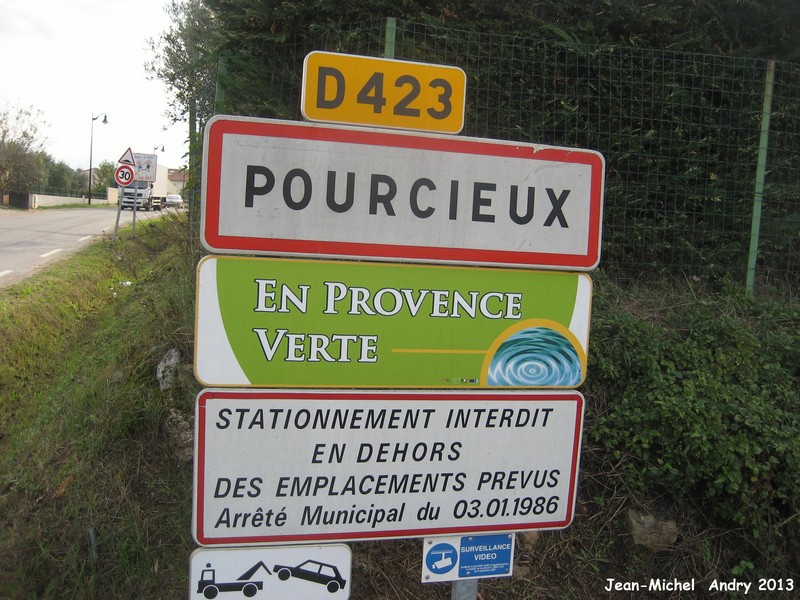 D 423
POURCIEUX
EN PROVENCE
VERTE
STATIONNEMENT INTERDIT
EN DEHORS
DES EMPLACEMENTS PREVUS
Arrêté Municipal du 03.01.1986
SURVEILLANCE
VIDEO
30
Jean-Michel Andry 2013